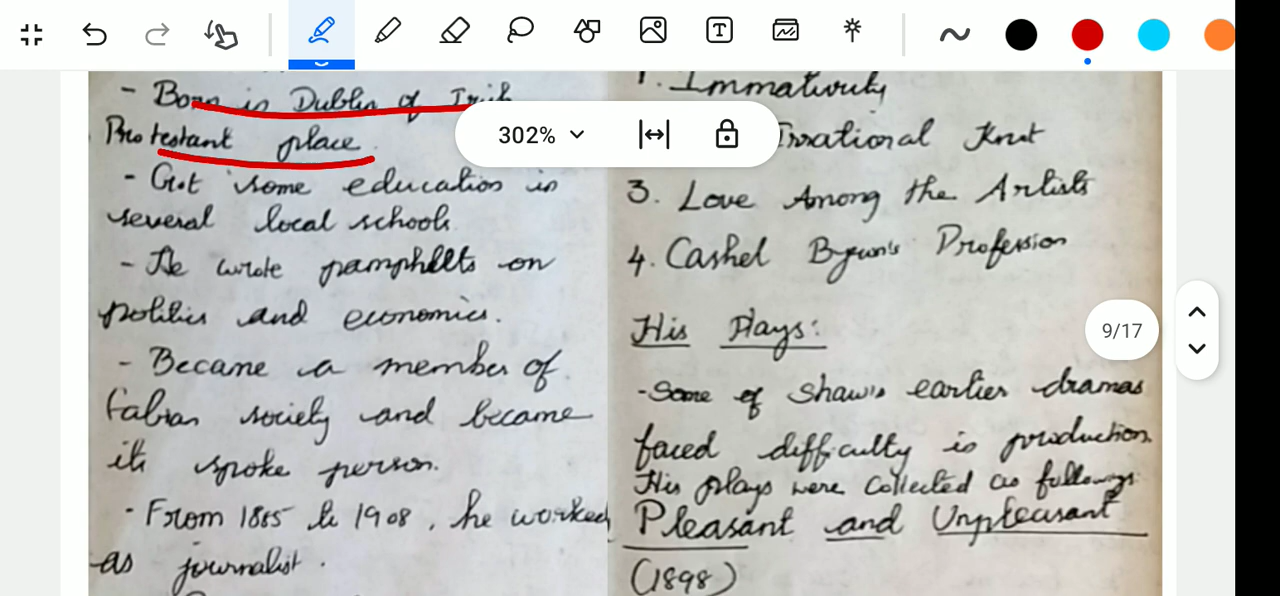 302%
9/17
- Born in Dublin of Irish
Protestant place
- Got some education in
several local schools
- He wrote pamphlets on
politics and economics.
- Became a member of
Fabian society and became
its spoke person.
- From 1885 to 1908, he worked
as journalist.
1. Immaturity
Irrational Knot
3. Love Among the Artists
4. Cashel Byron's Profession
His Plays:
-Some of Shaw's earlier dramas
faced difficulty in production.
His plays were collected as follows:
Pleasant and Unpleasant
(1898)